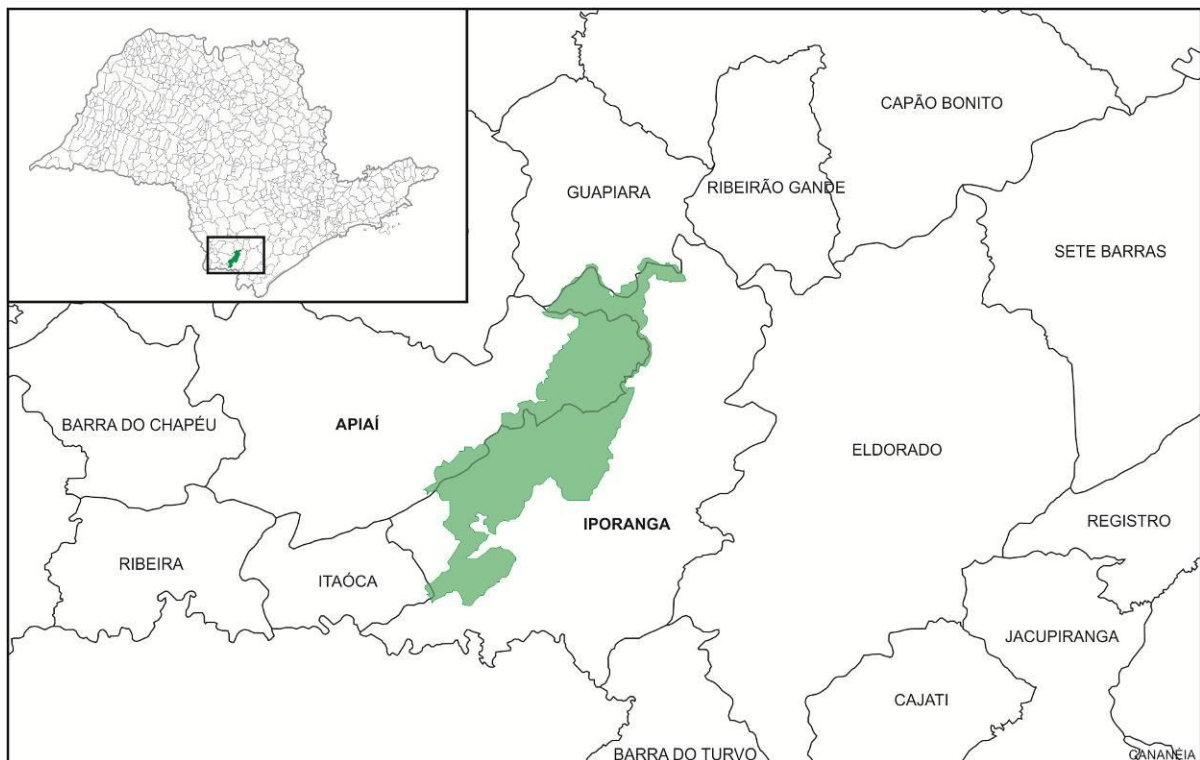 CAPÃO BONITO
GUAPIARA
RIBEIRÃO GANDE
SETE BARRAS
BARRA DO CHAPÉU
APIAÍ
ELDORADO
IPORANGA
REGISTRO
RIBEIRA
ITAÓCA
JACUPIRANGA
CAJATI
BARRA DO TURVO
CANANÉIA